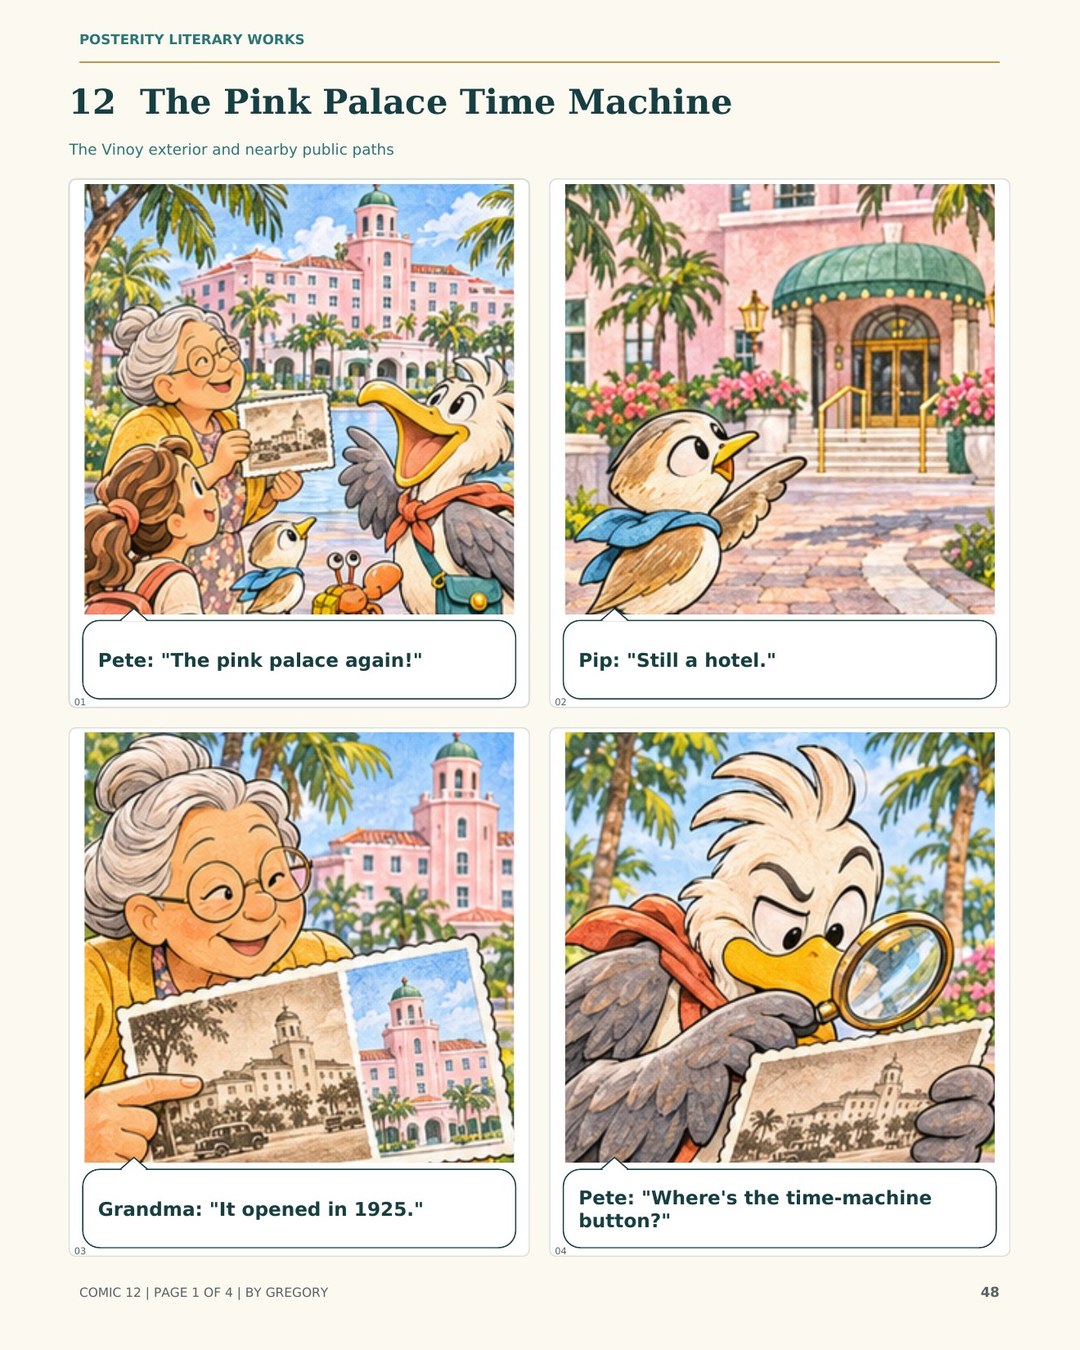 POSTERITY LITERARY WORKS
12 The Pink Palace Time Machine
The Vinoy exterior and nearby public paths
Pete: "The pink palace again!"
01
Pip: "Still a hotel."
02
Grandma: "It opened in 1925."
03
Pete: "Where's the time-machine
button?"
04
COMIC 12 | PAGE 1 OF 4 | BY GREGORY
48